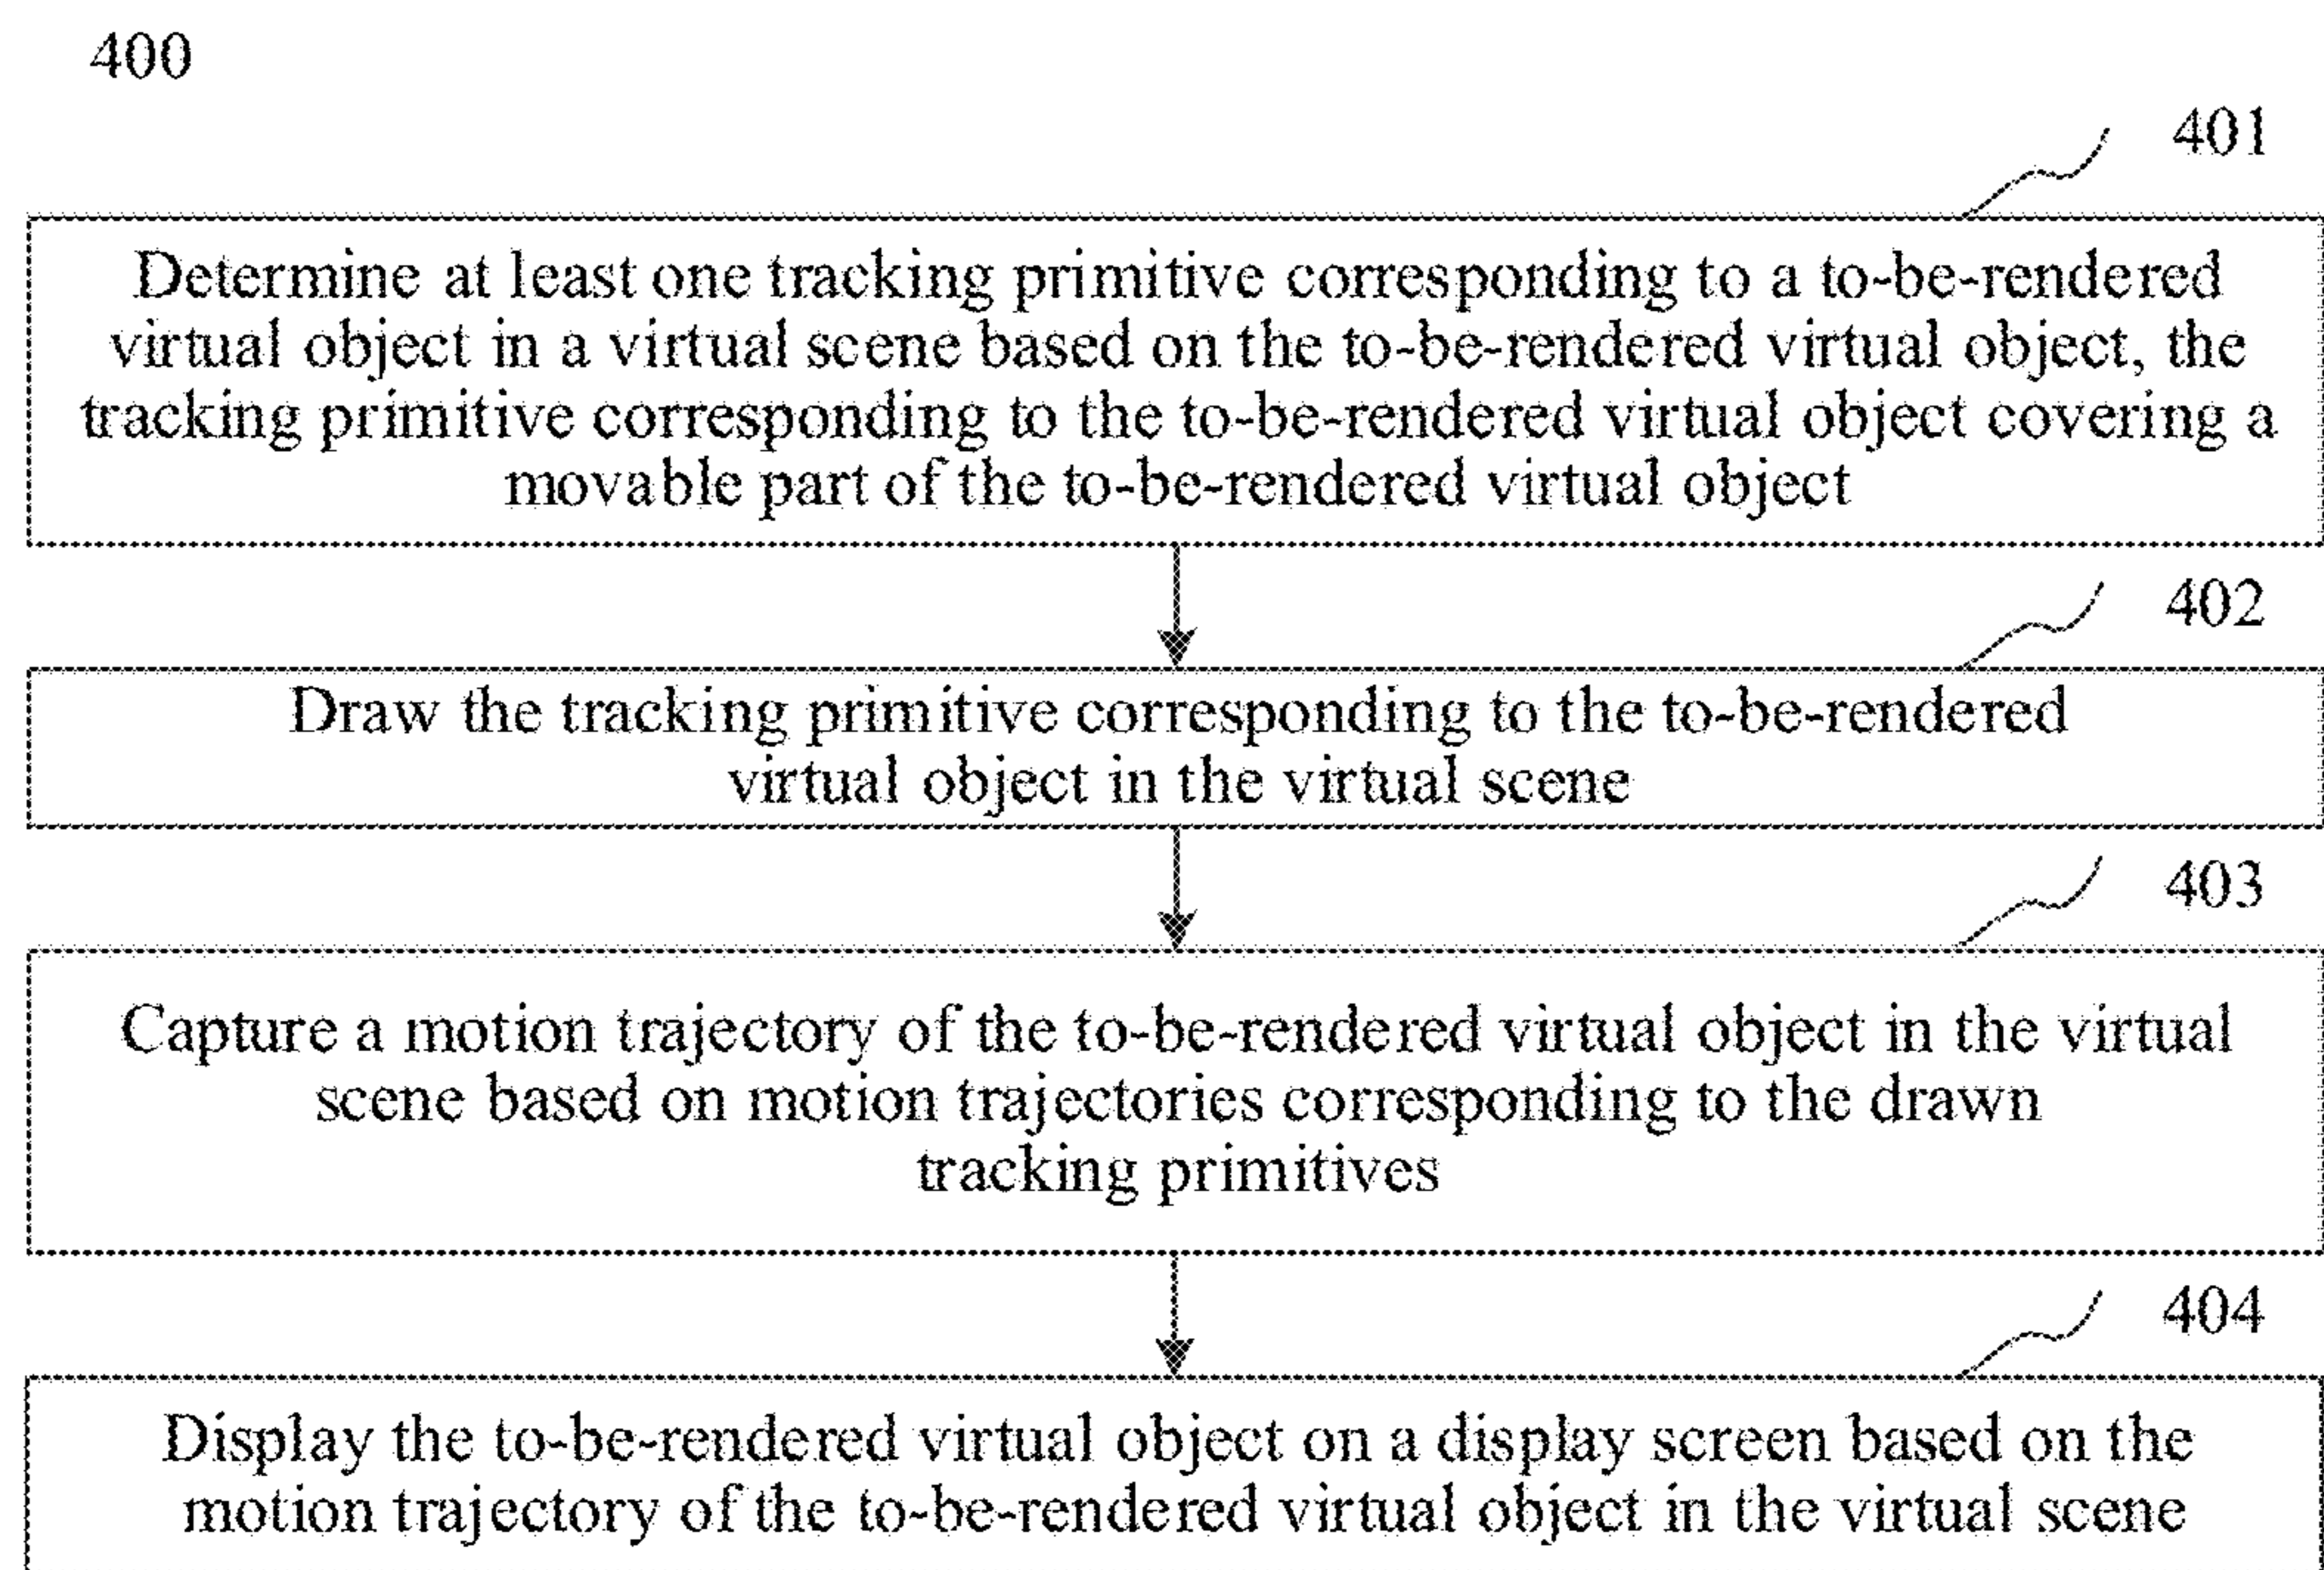 400
401
Determine at least one tracking primitive corresponding to a to-be-rendered
virtual object in a virtual scene based on the to-be-rendered virtual object, the
tracking primitive corresponding to the to-be-rendered virtual object covering a
movable part of the to-be-rendered virtual object
402
Draw the tracking primitive corresponding to the to-be-rendered
virtual object in the virtual scene
403
Capture a motion trajectory of the to-be-rendered virtual object in the virtual
scene based on motion trajectories corresponding to the drawn
tracking primitives
404
Display the to-be-rendered virtual object on a display screen based on the
motion trajectory of the to-be-rendered virtual object in the virtual scene